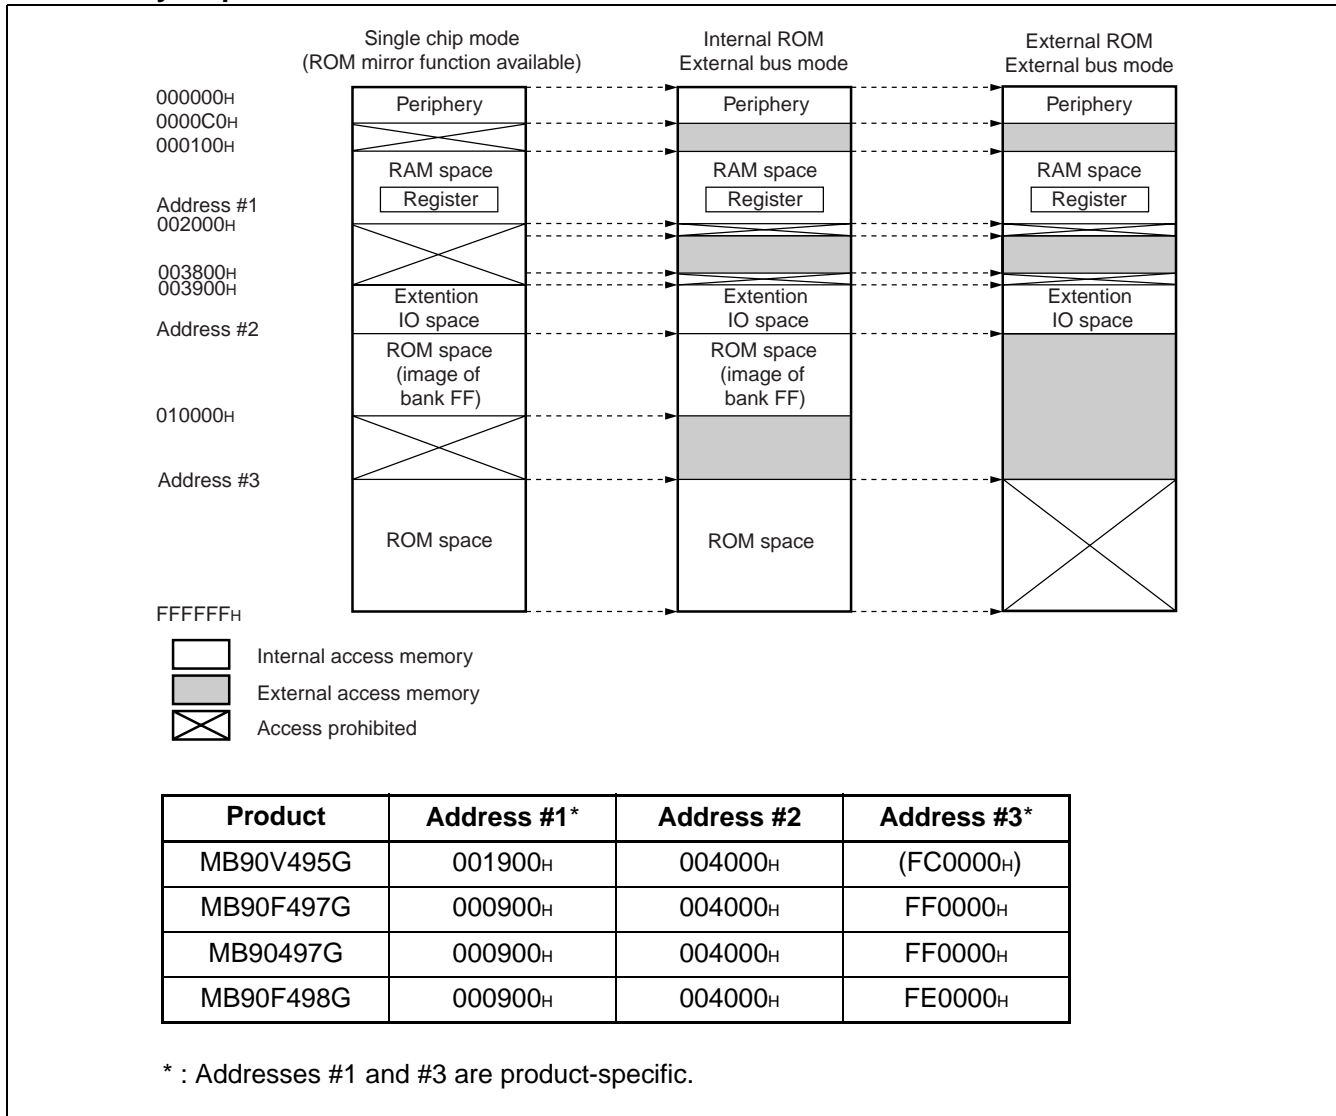 Single chip mode
(ROM mirror function available)
Internal ROM
External bus mode
External ROM
External bus mode
000000H
0000C0H
000100H
Address #1
002000H
003800H
003900H
Address #2
010000H
Address #3
FFFFFFH
Periphery
RAM space
Register
Extention
IO space
ROM space
(image of
bank FF)
ROM space
Periphery
RAM space
Register
Extention
IO space
ROM space
(image of
bank FF)
ROM space
Periphery
RAM space
Register
Extention
IO space
Internal access memory
External access memory
Access prohibited
Product Address #1* Address #2 Address #3*
MB90V495G 001900H 004000H (FC0000H)
MB90F497G 000900H 004000H FF0000H
MB90497G 000900H 004000H FF0000H
MB90F498G 000900H 004000H FE0000H
* : Addresses #1 and #3 are product-specific.